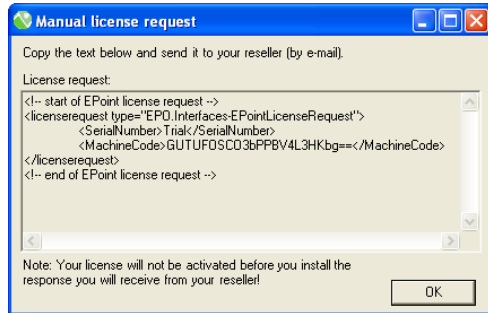 Manual license request
Copy the text below and send it to your reseller (by e-mail).
License request:
<!-- start of EPoint license request -->
<licenserequest type="EPO.Interfaces-EPointLicenseRequest">
<SerialNumber>Trial</SerialNumber>
<MachineCode>GUTUFOSCO3bPPBV4L3HKbg==</MachineCode>
</licenserequest>
<!-- end of EPoint license request -->
Note: Your license will not be activated before you install the
response you will receive from your reseller!
OK